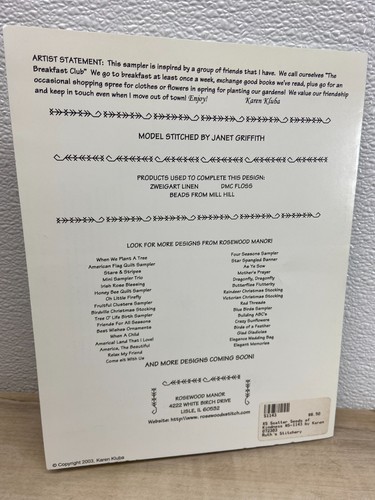 ARTIST STATEMENT: This sampler is inspired by a group of friends that I have. We call ourselves "The
Breakfast Club" We go to breakfast at least once a week, exchange good books we've read, plus go for an
occasional shopping spree for clothes or flowers in spring for planting our gardens! We value our friendship
and keep in touch even when I move out of town! Enjoy! Karen Kluba
MODEL STITCHED BY JANET GRIFFITH
PRODUCTS USED TO COMPLETE THIS DESIGN:
ZWEIGART LINEN DMC FLOSS
BEADS FROM MILL HILL
LOOK FOR MORE DESIGNS FROM ROSEWOOD MANOR!
When We Plant A Tree
American Flag Quilt Sampler
Stars & Stripes
Mini Sampler Trio
Irish Rose Blessing
Honey Bee Quilt Sampler
Oh Little Firefly
Fruitful Clusters Sampler
Birdville Christmas Stocking
Tree O' Life Birth Sampler
Friends For All Seasons
Best Wishes Ornaments
When A Child
America! Land That I Love!
America, The Beautiful
Relax My Friend
Come sit With Us
Four Seasons Sampler
Star Spangled Banner
As Ye Sow
Mother's Prayer
Dragonfly, Dragonfly
Butterflies Flutterby
Reindeer Christmas Stocking
Victorian Christmas Stocking
Red Threads
Blue Birds Sampler
Building ABC's
Crazy Sunflowers
Birds of a Feather
Glad Gladiolas
Elegance Wedding Bag
Elegant Memories
AND MORE DESIGNS COMING SOON!
ROSEWOOD MANOR
4222 WHITE BIRCH DRIVE
LISLE, IL 60532
Website: http://www.rosewoodstitch.com
S1143
by Karen
Ruth's Stitchery
© Copyright 2003, Karen Kluba